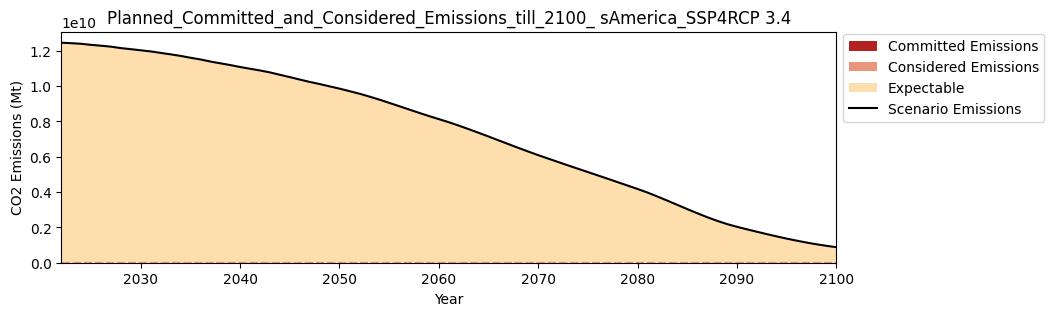 Planned_Committed_and_Considered_Emissions_till_2100_ sAmerica_SSP4RCP 3.4
1e10
1.2
1.0
0.8
0.6
0.4
0.2
0.0
CO2 Emissions (Mt)
2030 2040 2050 2060 2070 2080 2090 2100
Year
Committed Emissions
Considered Emissions
Expectable
Scenario Emissions